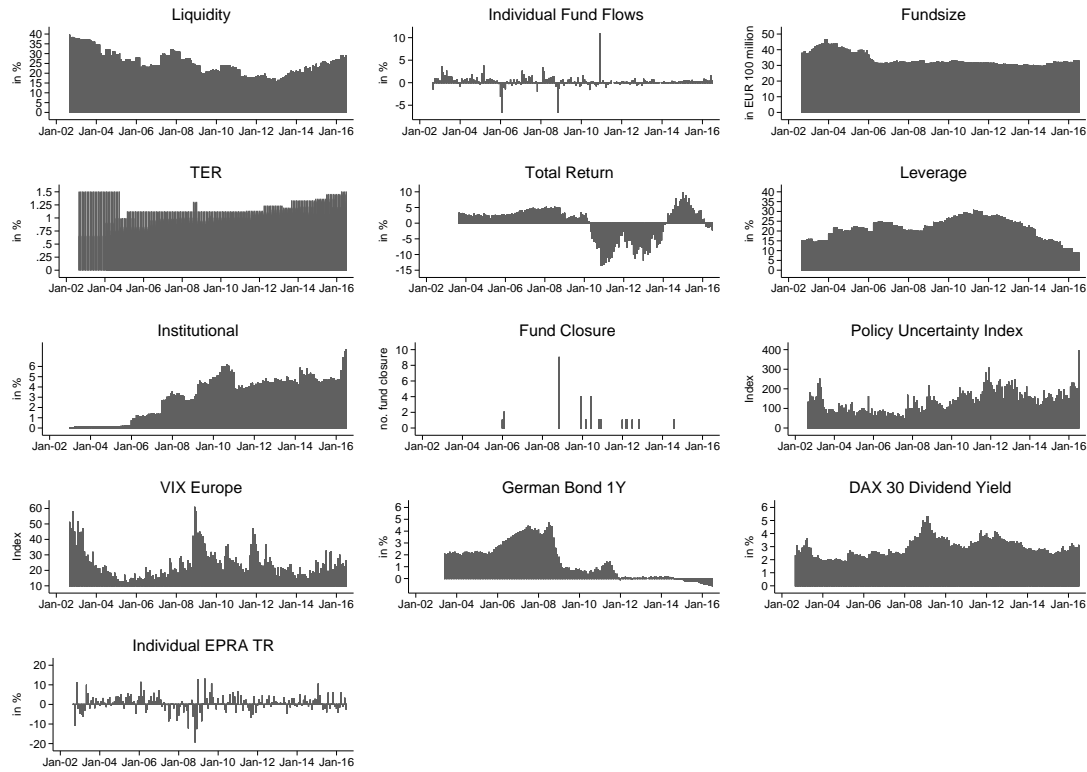 Liquidity
in %
40
35
30
25
20
15
10
5
0
Jan-02 Jan-04 Jan-06 Jan-08 Jan-10 Jan-12 Jan-14 Jan-16
Individual Fund Flows
in %
10
5
0
-5
Jan-02 Jan-04 Jan-06 Jan-08 Jan-10 Jan-12 Jan-14 Jan-16
Fundsize
in EUR 100 million
50
40
30
20
10
0
Jan-02 Jan-04 Jan-06 Jan-08 Jan-10 Jan-12 Jan-14 Jan-16
TER
in %
1.5
1.25
1
.75
.5
.25
0
Jan-02 Jan-04 Jan-06 Jan-08 Jan-10 Jan-12 Jan-14 Jan-16
Total Return
in %
10
5
0
-5
-10
-15
Jan-02 Jan-04 Jan-06 Jan-08 Jan-10 Jan-12 Jan-14 Jan-16
Leverage
in %
40
35
30
25
20
15
10
5
0
Jan-02 Jan-04 Jan-06 Jan-08 Jan-10 Jan-12 Jan-14 Jan-16
Institutional
in %
6
5
4
3
2
1
0
Jan-02 Jan-04 Jan-06 Jan-08 Jan-10 Jan-12 Jan-14 Jan-16
Fund Closure
no. fund closure
10
8
6
4
2
0
Jan-02 Jan-04 Jan-06 Jan-08 Jan-10 Jan-12 Jan-14 Jan-16
Policy Uncertainty Index
Index
400
300
200
100
0
Jan-02 Jan-04 Jan-06 Jan-08 Jan-10 Jan-12 Jan-14 Jan-16
VIX Europe
Index
60
50
40
30
20
10
Jan-02 Jan-04 Jan-06 Jan-08 Jan-10 Jan-12 Jan-14 Jan-16
German Bond 1Y
in %
6
5
4
3
2
1
0
Jan-02 Jan-04 Jan-06 Jan-08 Jan-10 Jan-12 Jan-14 Jan-16
DAX 30 Dividend Yield
in %
6
5
4
3
2
1
0
Jan-02 Jan-04 Jan-06 Jan-08 Jan-10 Jan-12 Jan-14 Jan-16
Individual EPRA TR
in %
20
10
0
-10
-20
Jan-02 Jan-04 Jan-06 Jan-08 Jan-10 Jan-12 Jan-14 Jan-16